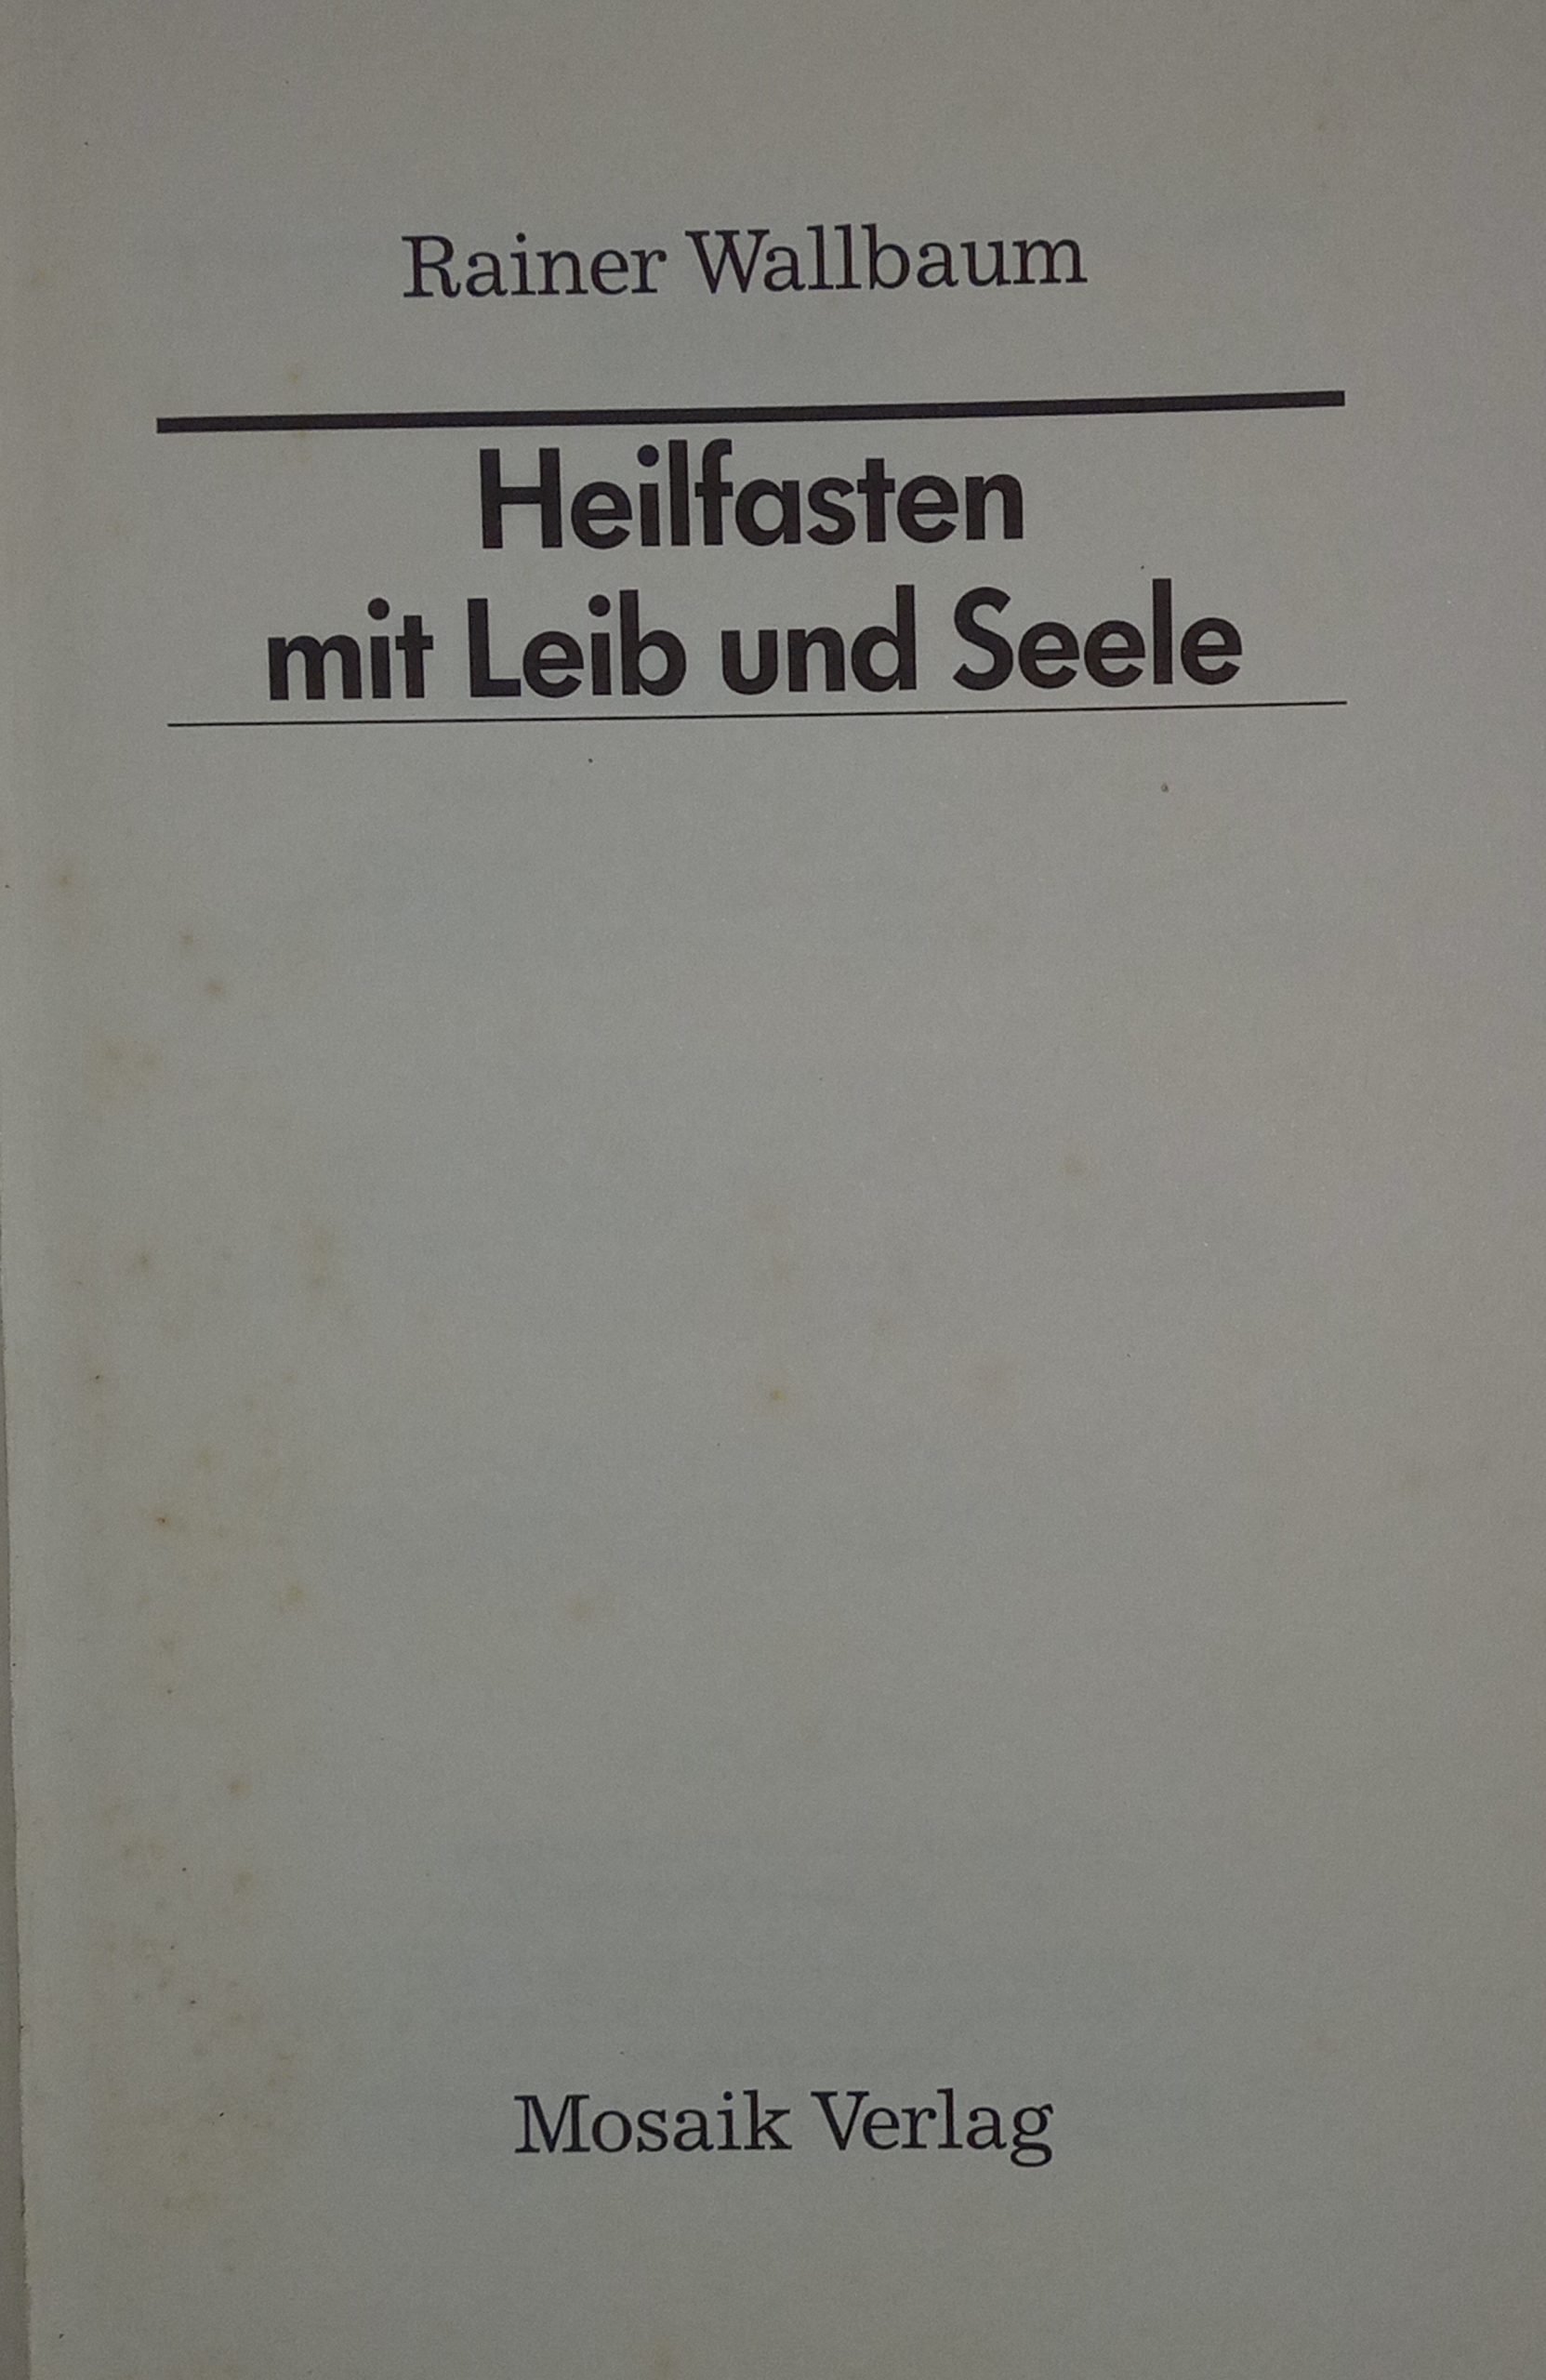 Rainer Wallbaum
Heilfasten
mit Leib und Seele
Mosaik Verlag